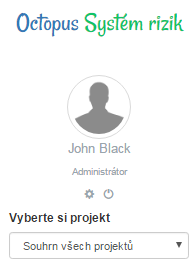 Octopus Systém rizik
John Black
Administrátor
Vyberte si projekt
Souhrn všech projektů